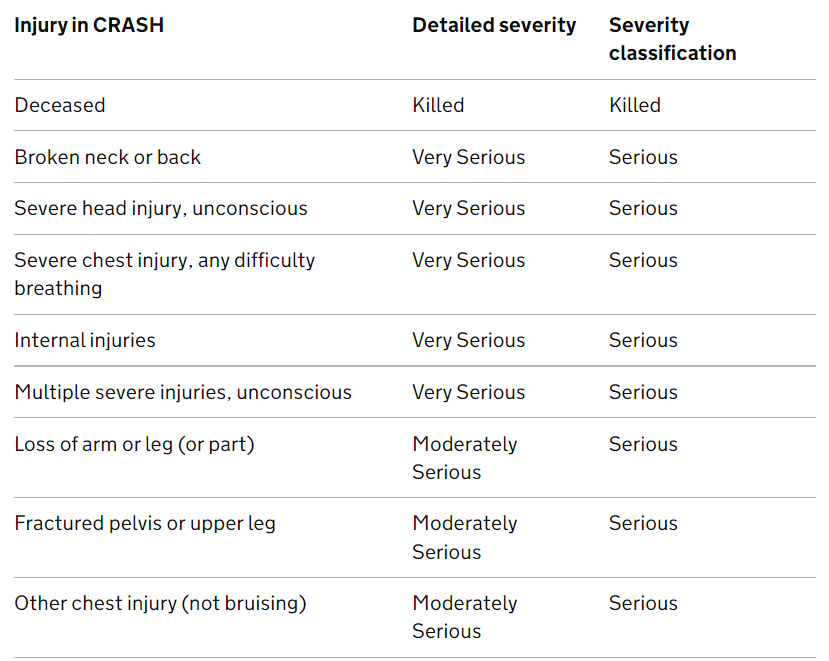 Injury in CRASH Detailed severity Severity
classification
Deceased Killed Killed
Broken neck or back Very Serious Serious
Severe head injury, unconscious Very Serious Serious
Severe chest injury, any difficulty Very Serious Serious
breathing
Internal injuries Very Serious Serious
Multiple severe injuries, unconscious Very Serious Serious
Loss of arm or leg (or part) Moderately Serious
Serious
Fractured pelvis or upper leg Moderately Serious
Serious
Other chest injury (not bruising) Moderately Serious
Serious